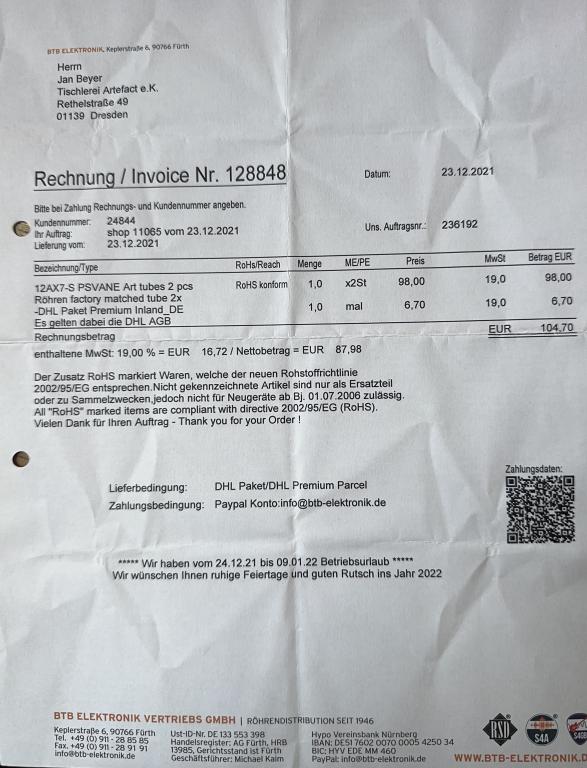 BTB ELEKTRONIK, Keplerstraße 6, 90766 Fürth
Herrn
Jan Beyer
Tischlerei Artefact e.K.
Rethelstraße 49
01139 Dresden
Rechnung / Invoice Nr. 128848
Datum: 23.12.2021
Bitte bei Zahlung Rechnungs- und Kundennummer angeben.
Kundennummer: 24844
Ihr Auftrag: shop 11065 vom 23.12.2021
Uns. Auftragsnr.: 236192
Lieferung vom: 23.12.2021
Bezeichnung/Type RoHs/Reach Menge ME/PE Preis MwSt Betrag EUR
12AX7-S PSVANE Art tubes 2 pcs RoHS konform 1,0 x2St 98,00 19,0 98,00
Röhren factory matched tube 2x
-DHL Paket Premium Inland_DE 1,0 mal 6,70 19,0 6,70
Es gelten dabei die DHL AGB
Rechnungsbetrag EUR 104,70
enthaltene MwSt: 19,00 % = EUR 16,72 / Nettobetrag = EUR 87,98
Der Zusatz RoHS markiert Waren, welche der neuen Rohstoffrichtlinie
2002/95/EG entsprechen.Nicht gekennzeichnete Artikel sind nur als Ersatzteil
oder zu Sammelzwecken,jedoch nicht für Neugeräte ab Bj. 01.07.2006 zulässig.
All "RoHS" marked items are compliant with directive 2002/95/EG (RoHS).
Vielen Dank für Ihren Auftrag - Thank you for your Order !
Zahlungsdaten:
Lieferbedingung: DHL Paket/DHL Premium Parcel
Zahlungsbedingung: Paypal Konto:info@btb-elektronik.de
***** Wir haben vom 24.12.21 bis 09.01.22 Betriebsurlaub *****
Wir wünschen Ihnen ruhige Feiertage und guten Rutsch ins Jahr 2022
BTB ELEKTRONIK VERTRIEBS GMBH | RÖHRENDISTRIBUTION SEIT 1946
Keplerstraße 6, 90766 Fürth
Tel. +49 (0) 911 - 28 85 85
Fax. +49 (0) 911 - 28 91 91
info@btb-elektronik.de
Ust-ID-Nr. DE 133 553 398
Handelsregister: AG Fürth, HRB
13985, Gerichtsstand ist Fürth
Geschäftsführer: Michael Kaim
Hypo Vereinsbank Nürnberg
IBAN: DE51 7602 0070 0005 4250 34
BIC: HYV EDE MM 460
PayPal: info@btb-elektronik.de
RSD
S4A
WWW.BTB-ELEKTRONIK.D